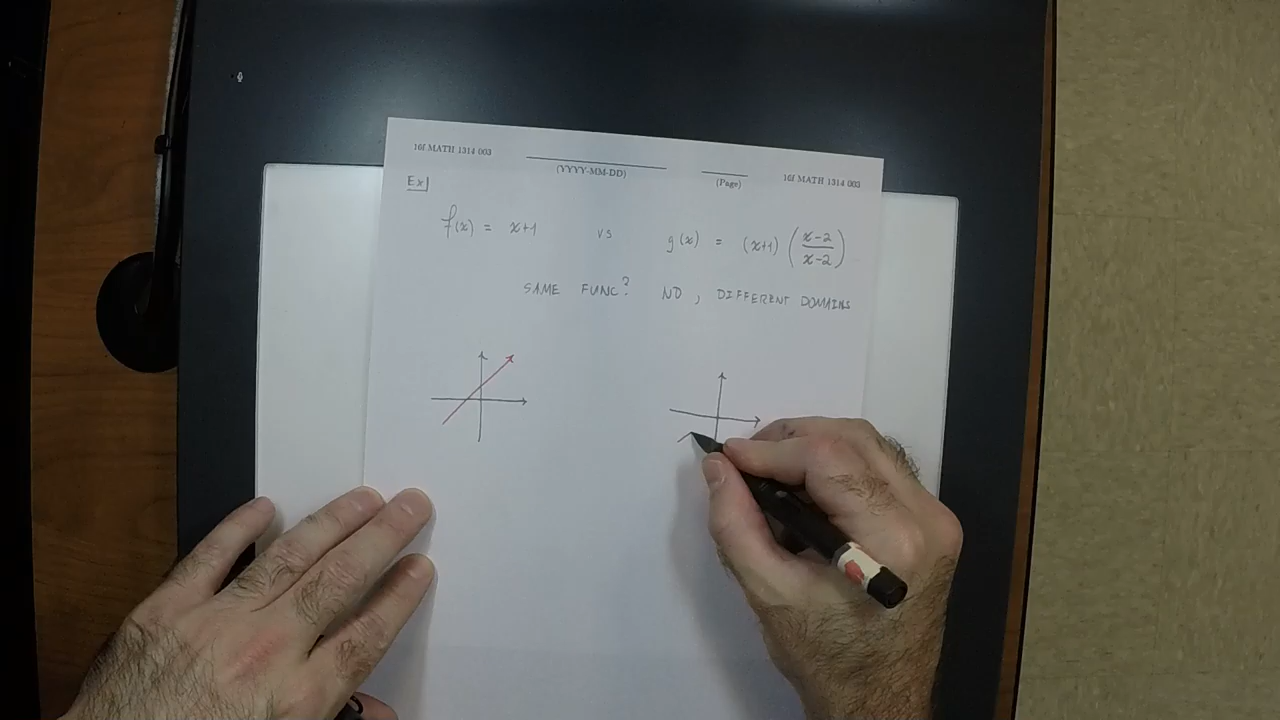 16f MATH 1314 003 (YYYY-MM-DD) (Page) 16f MATH 1314 003
Ex)
f(x) = x+1 vs g(x) = (x+1) (x-2/x-2)
SAME FUNC? NO, DIFFERENT DOMAINS